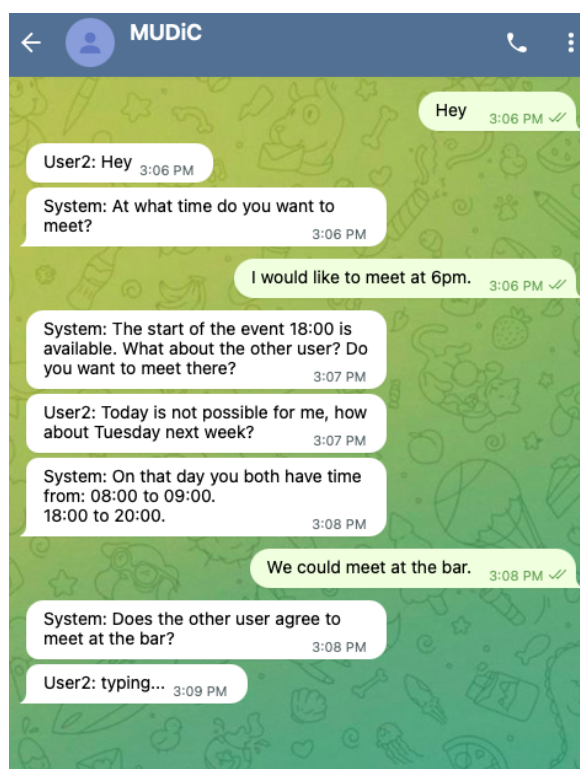 MUDiC
Hey 3:06 PM
User2: Hey 3:06 PM
System: At what time do you want to
meet?
3:06 PM
I would like to meet at 6pm. 3:06 PM
System: The start of the event 18:00 is
available. What about the other user? Do
you want to meet there?
3:07 PM
User2: Today is not possible for me, how
about Tuesday next week?
3:07 PM
System: On that day you both have time
from: 08:00 to 09:00.
18:00 to 20:00.
3:08 PM
We could meet at the bar. 3:08 PM
System: Does the other user agree to
meet at the bar?
3:08 PM
User2: typing... 3:09 PM